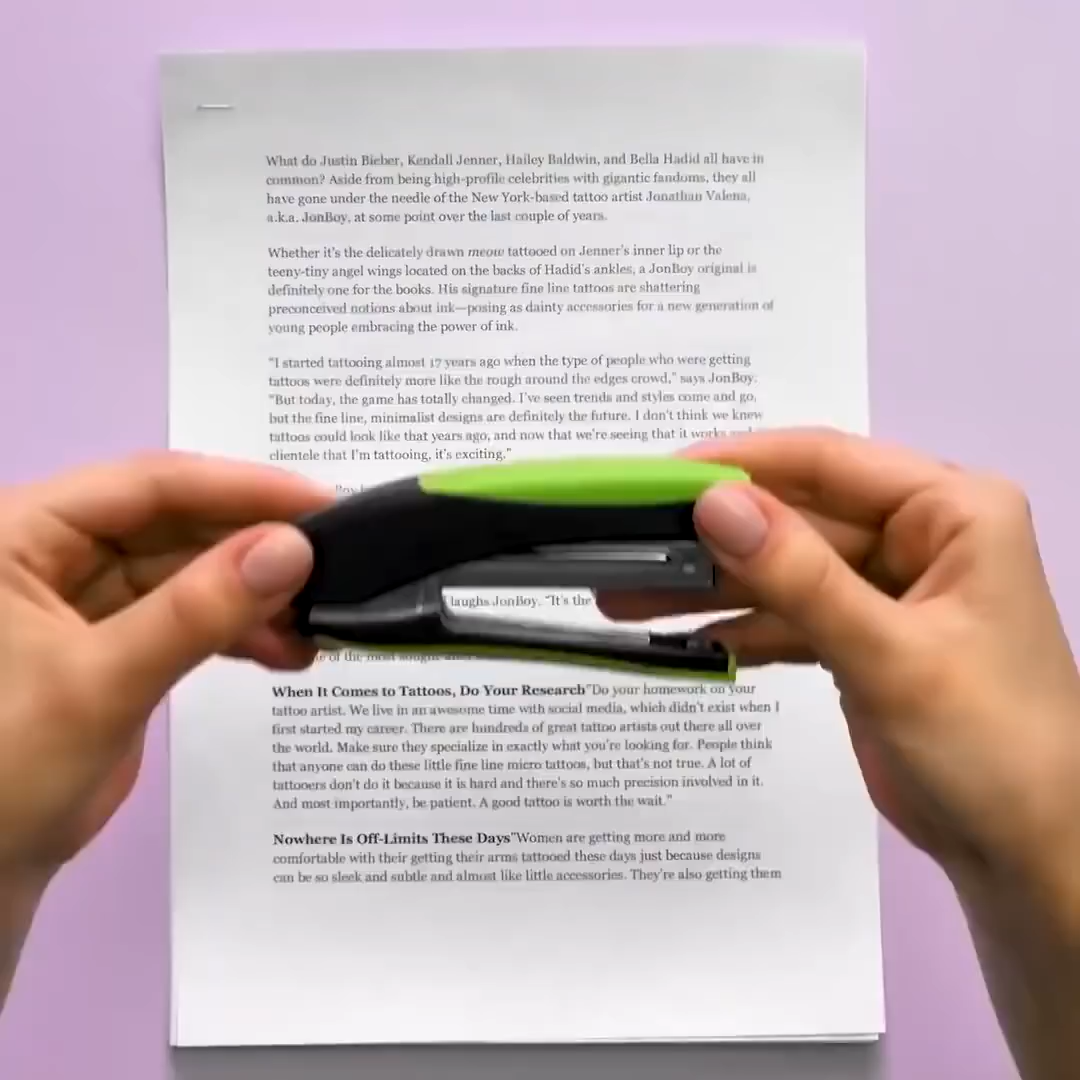 What do Justin Bieber, Kendall Jenner, Hailey Baldwin, and Bella Hadid all have in
common? Aside from being high-profile celebrities with gigantic fandoms, they all
have gone under the needle of the New York-based tattoo artist Jonathan Valena,
a.k.a. JonBoy, at some point over the last couple of years.
Whether it's the delicately drawn meow tattooed on Jenner's inner lip or the
teeny-tiny angel wings located on the backs of Hadid's ankles, a JonBoy original is
definitely one for the books. His signature fine line tattoos are shattering
preconceived notions about ink—posing as dainty accessories for a new generation of
young people embracing the power of ink.
"I started tattooing almost 17 years ago when the type of people who were getting
tattoos were definitely more like the rough around the edges crowd," says JonBoy.
"But today, the game has totally changed. I've seen trends and styles come and go,
but the fine line, minimalist designs are definitely the future. I don't think we knew
tattoos could look like that years ago, and now that we're seeing that it works and
clientele that I'm tattooing, it's exciting."
laughs JonBoy. "It's the
of the most
When It Comes to Tattoos, Do Your Research"Do your homework on your
tattoo artist. We live in an awesome time with social media, which didn't exist when I
first started my career. There are hundreds of great tattoo artists out there all over
the world. Make sure they specialize in exactly what you're looking for. People think
that anyone can do these little fine line micro tattoos, but that's not true. A lot of
tattooers don't do it because it is hard and there's so much precision involved in it.
And most importantly, be patient. A good tattoo is worth the wait."
Nowhere Is Off-Limits These Days"Women are getting more and more
comfortable with their getting their arms tattooed these days just because designs
can be so sleek and subtle and almost like little accessories. They're also getting them